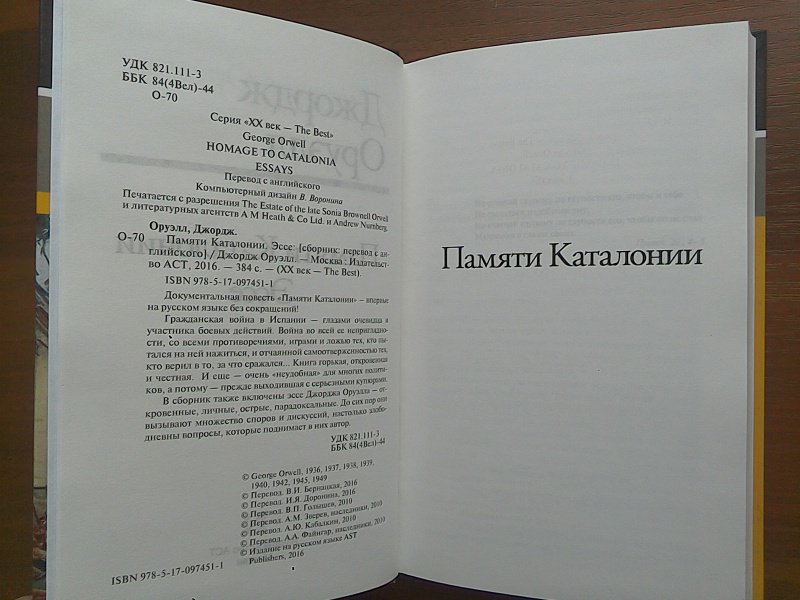 УДК 821.111-3
ББК 84(4Вел)-44
О-70
Серия «XX век — The Best»
George Orwell
HOMAGE TO CATALONIA
ESSAYS
Перевод с английского
Компьютерный дизайн В. Воронина
Печатается с разрешения The Estate of the late Sonia Brownell Orwell
и литературных агентств A M Heath & Co Ltd. и Andrew Nurnberg.
Оруэлл, Джордж.
О-70 Памяти Каталонии. Эссе: [сборник: перевод с ан-
глийского] / Джордж Оруэлл. — Москва : Издательст-
во АСТ, 2016. — 384 с. — (XX век — The Best).
ISBN 978-5-17-097451-1
Документальная повесть «Памяти Каталонии» — впервые
на русском языке без сокращений!
Гражданская война в Испании — глазами очевидца и
участника боевых действий. Война во всей ее неприглядно-
сти, со всеми противоречиями, играми и ложью тех, кто пы-
тался на ней нажиться, и отчаянной самоотверженностью тех,
кто верил в то, за что сражался... Книга горькая, откровенная
и честная. И еще — очень «неудобная» для многих полити-
ков, а потому — прежде выходившая с серьезными купюрами.
В сборник также включены эссе Джорджа Оруэлла — от-
кровенные, личные, острые, парадоксальные. До сих пор они
вызывают множество споров и дискуссий, настолько злобо-
дневны вопросы, которые поднимает в них автор.
УДК 821.111-3
ББК 84(4Вел)-44
© George Orwell, 1936, 1937, 1938, 1939,
1940, 1942, 1945, 1949
© Перевод. В.И. Бернацкая, 2016
© Перевод. И.Я. Доронина, 2016
© Перевод. В.П. Голышев, 2010
© Перевод. А.М. Зверев, наследники, 2010
© Перевод. А.Ю. Кабалкин, 2010
© Перевод. А.А. Файнгар, наследники, 2010
© Издание на русском языке AST
Publishers, 2016
ISBN 978-5-17-097451-1
Памяти Каталонии